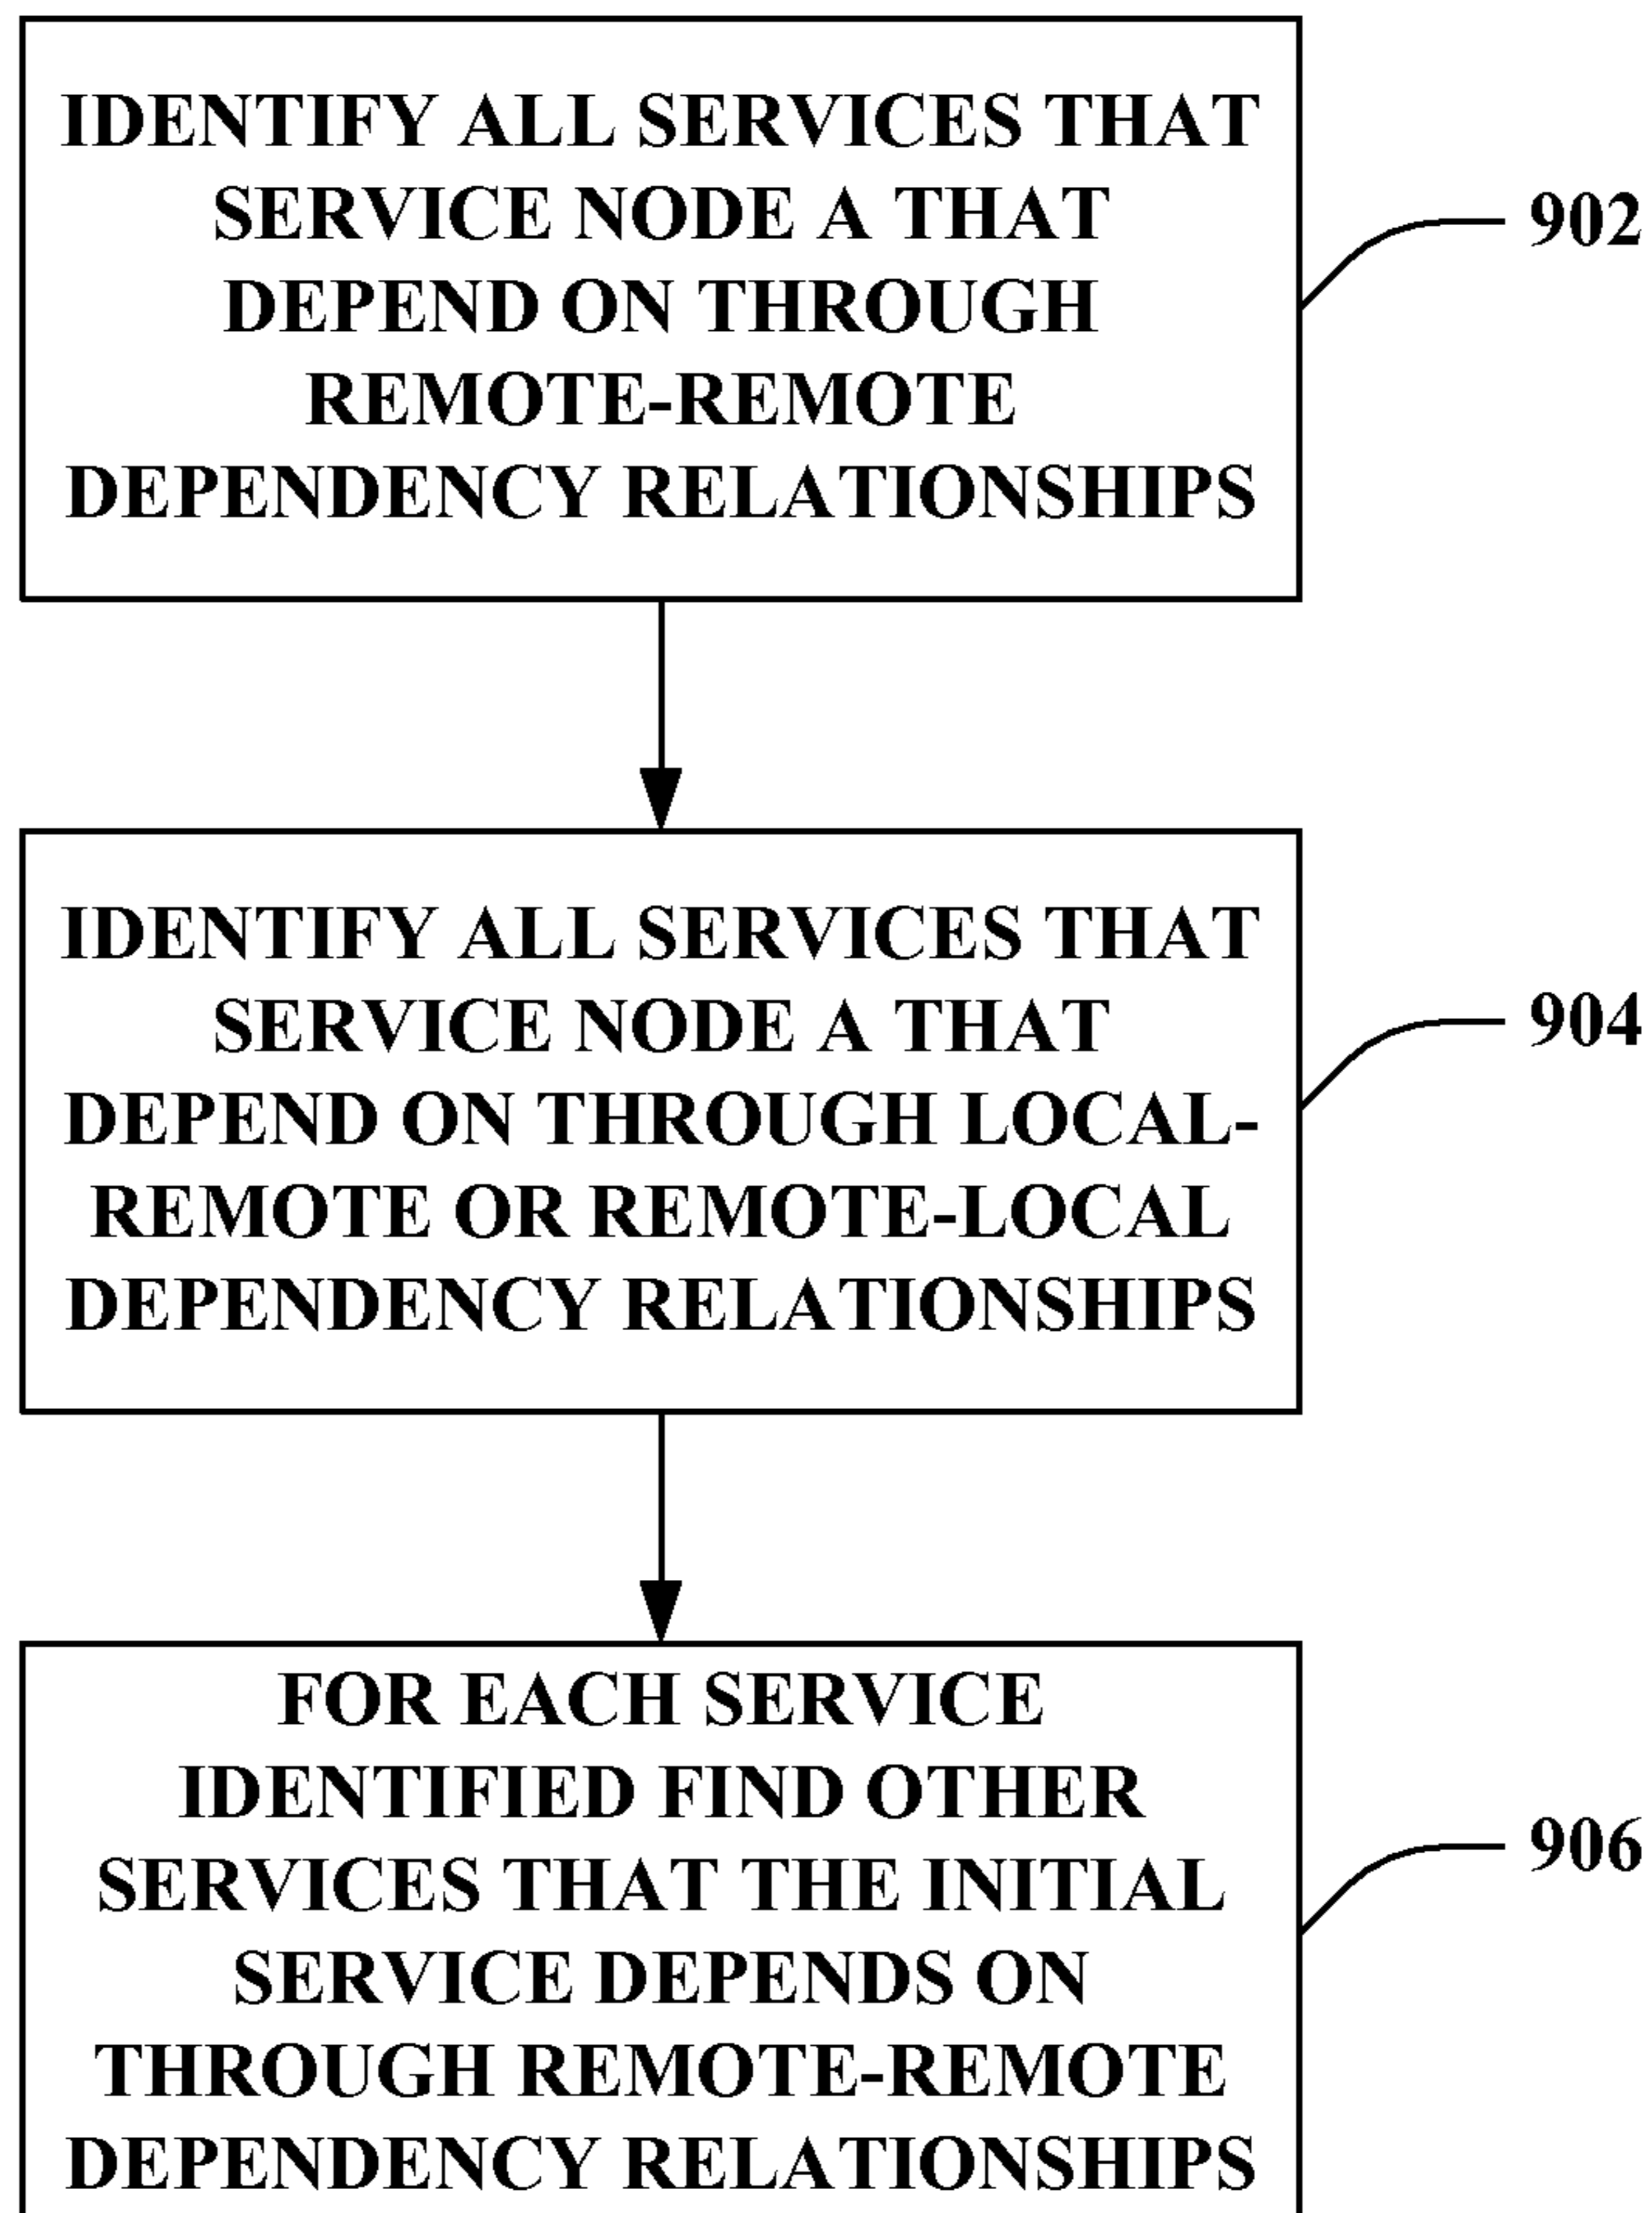 IDENTIFY ALL SERVICES THAT
SERVICE NODE A THAT
DEPEND ON THROUGH
REMOTE-REMOTE
DEPENDENCY RELATIONSHIPS
902
IDENTIFY ALL SERVICES THAT
SERVICE NODE A THAT
DEPEND ON THROUGH LOCAL-
REMOTE OR REMOTE-LOCAL
DEPENDENCY RELATIONSHIPS
904
FOR EACH SERVICE
IDENTIFIED FIND OTHER
SERVICES THAT THE INITIAL
SERVICE DEPENDS ON
THROUGH REMOTE-REMOTE
DEPENDENCY RELATIONSHIPS
906